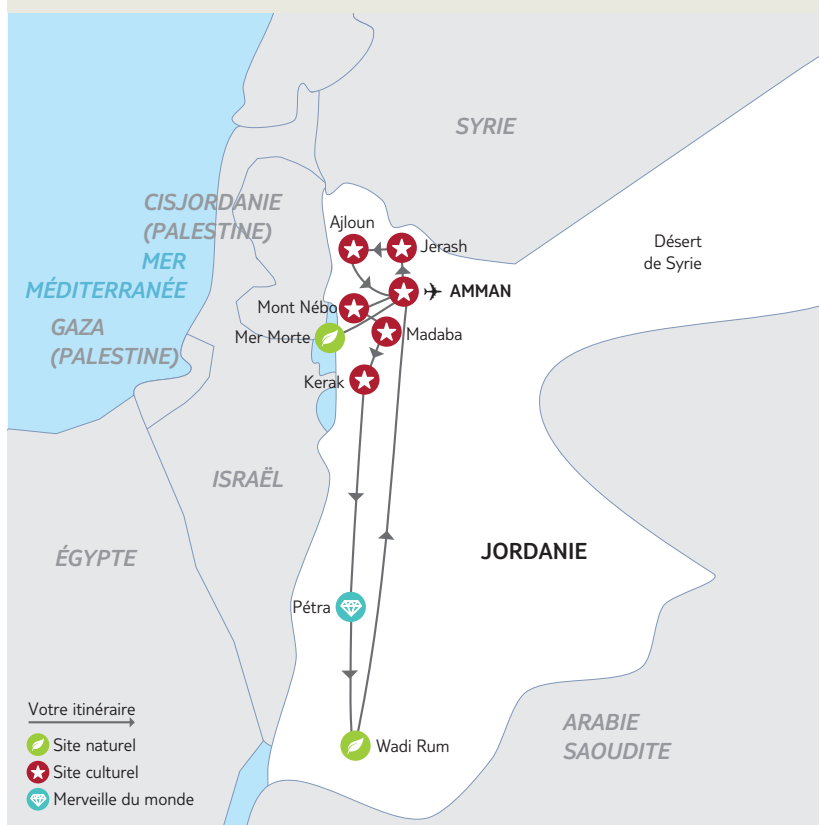 SYRIE
CISJORDANIE
(PALESTINE)
MER
MÉDITERRANÉE
GAZA
(PALESTINE)
Ajloun
Jerash
Désert
de Syrie
AMMAN
Mont Nébo
Mer Morte
Madaba
Kerak
ISRAËL
ÉGYPTE
JORDANIE
Pétra
Wadi Rum
ARABIE
SAOUDITE
Votre itinéraire
Site naturel
Site culturel
Merveille du monde